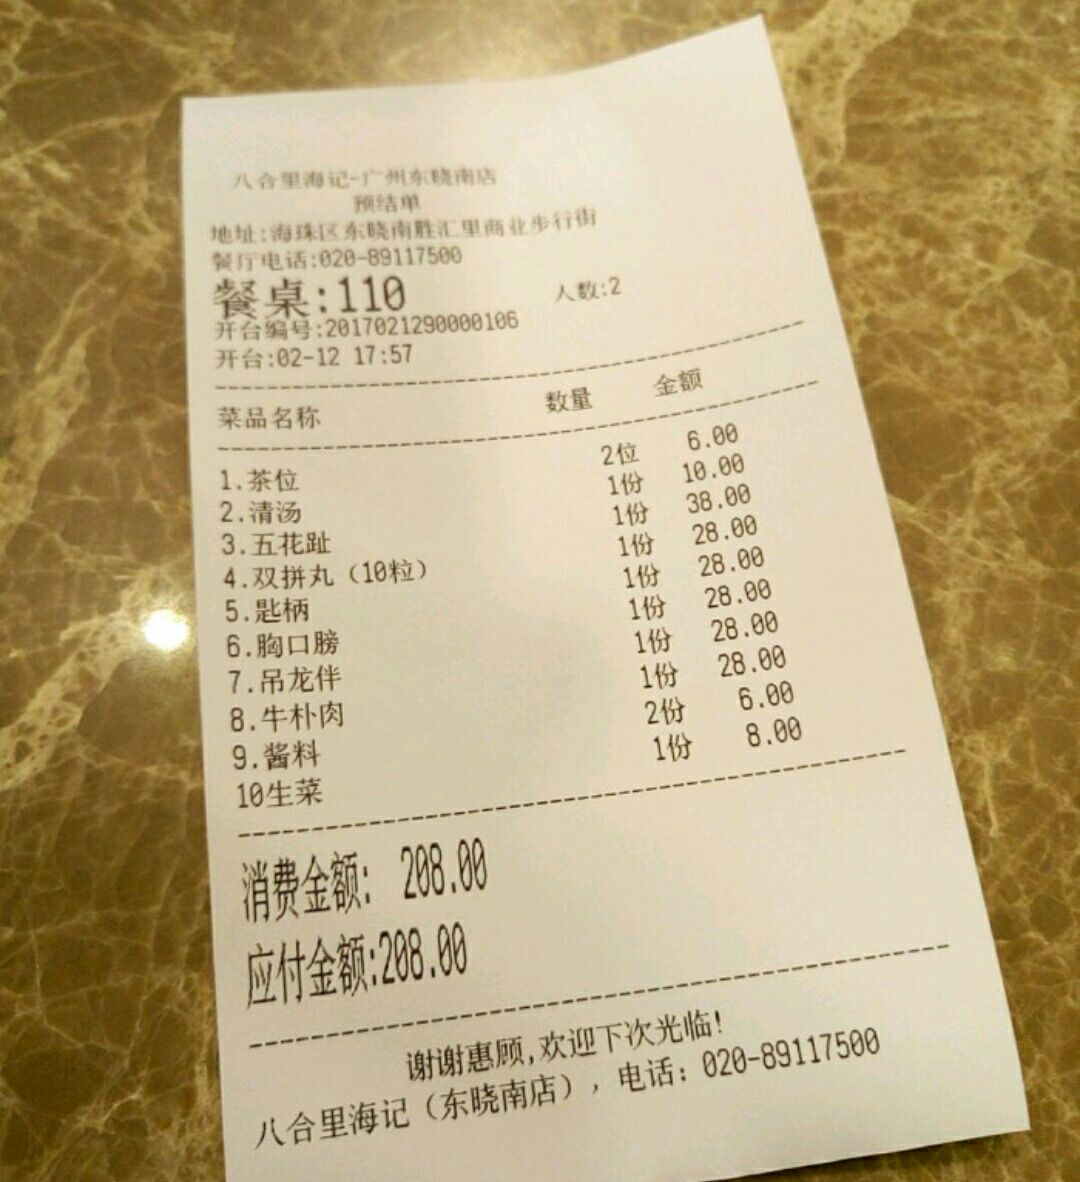 八合里海记-广州东晓南店
预结单
地址:海珠区东晓南胜汇里商业步行街
餐厅电话:020-89117500
餐桌:110 人数:2
开台编号:2017021290000106
开台:02-12 17:57
菜品名称 数量 金额
1.茶位 2位 6.00
2.清汤 1份 10.00
3.五花趾 1份 38.00
4.双拼丸（10粒） 1份 28.00
5.匙柄 1份 28.00
6.胸口膀 1份 28.00
7.吊龙伴 1份 28.00
8.牛朴肉 1份 28.00
9.酱料 2份 6.00
10生菜 1份 8.00
消费金额: 208.00
应付金额:208.00
谢谢惠顾,欢迎下次光临!
八合里海记（东晓南店）, 电话: 020-89117500